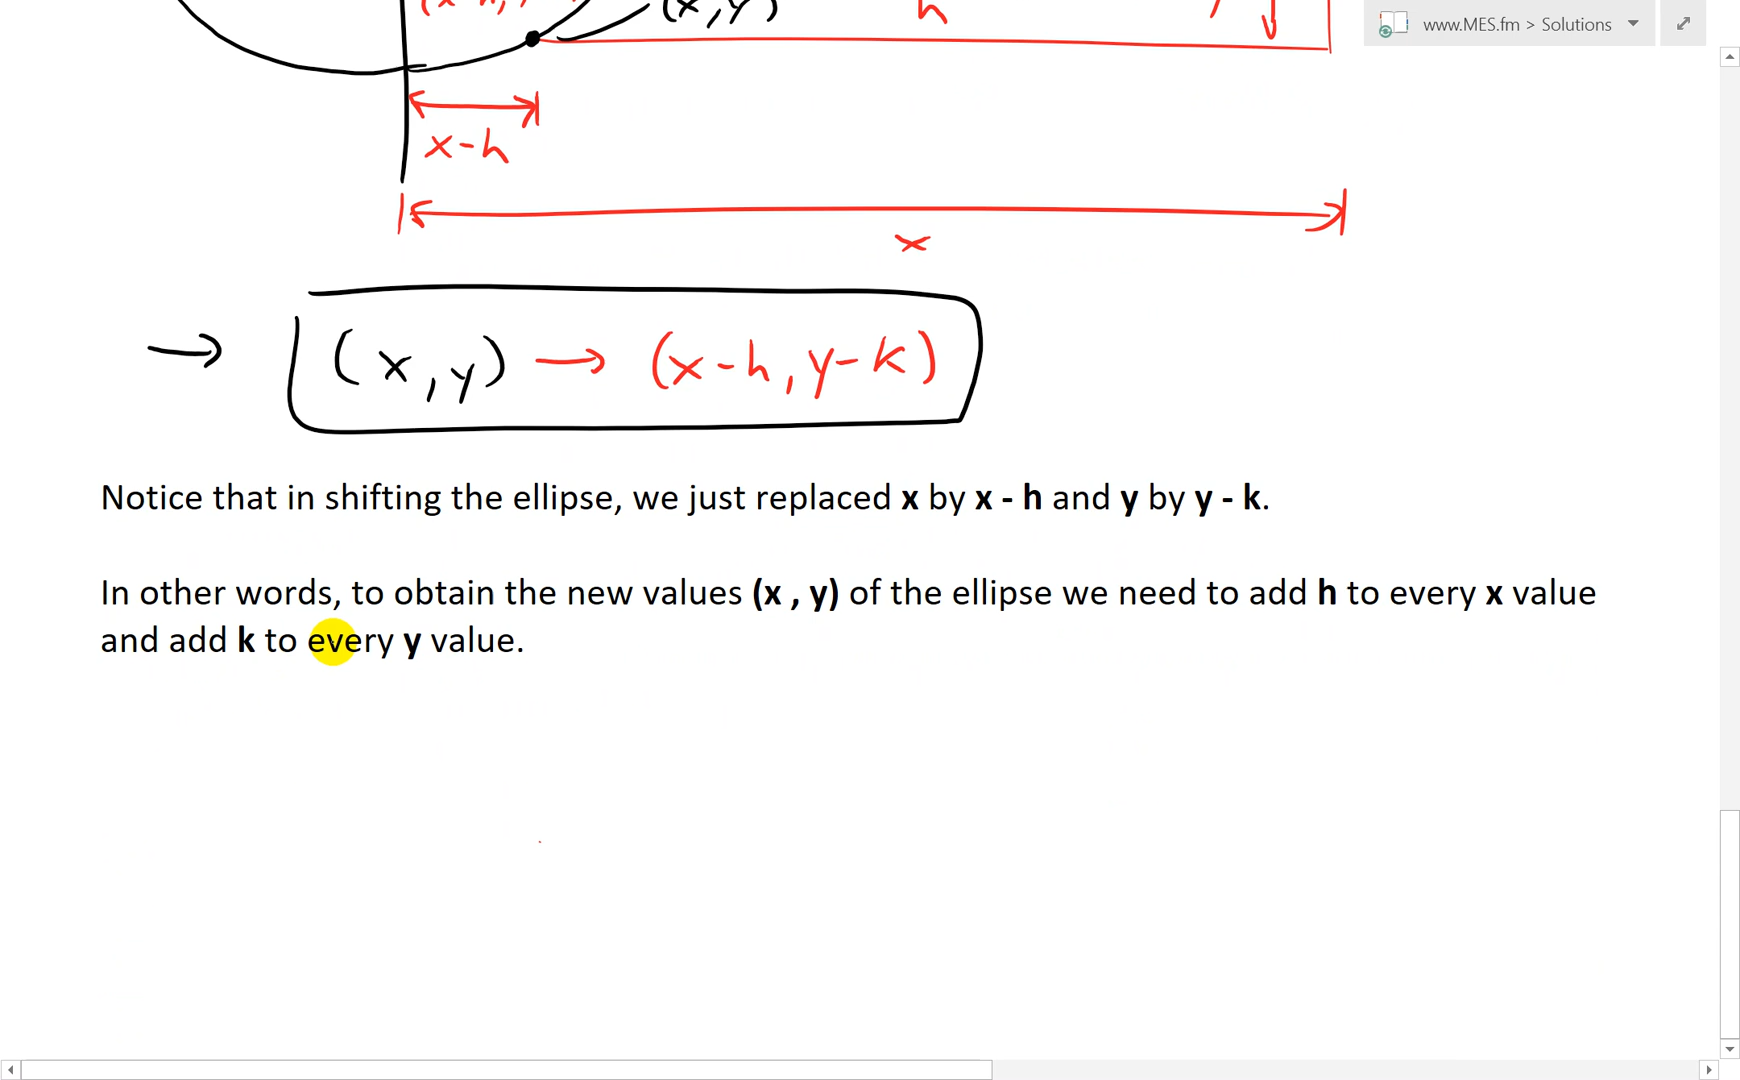 (x,y)
h
www.MES.fm > Solutions
x-h
x
→ (x,y) → (x-h,y-k)
Notice that in shifting the ellipse, we just replaced x by x - h and y by y - k.
In other words, to obtain the new values (x , y) of the ellipse we need to add h to every x value
and add k to every y value.